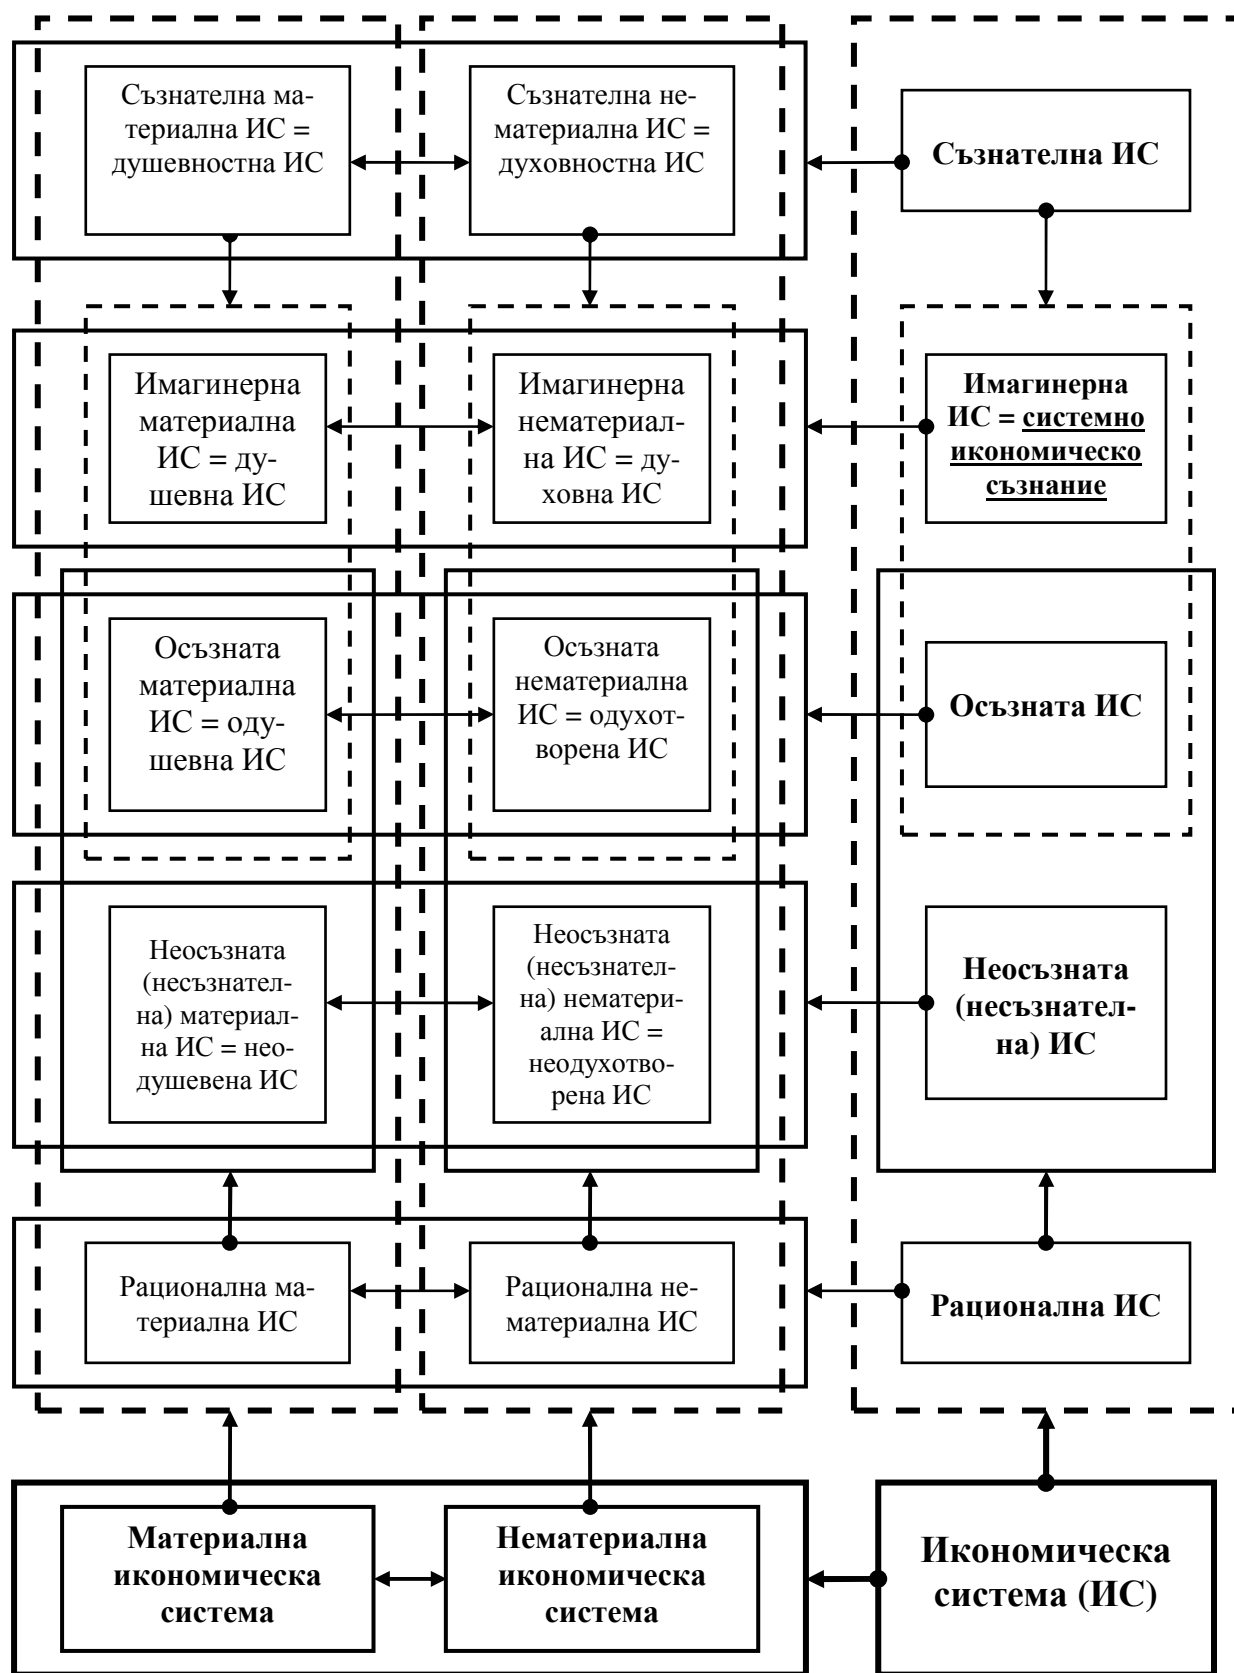 Съзнателна ма-
териална ИС =
душевностна ИС
Съзнателна не-
материална ИС =
духовностна ИС
Съзнателна ИС
Имагинерна
материална
ИС = ду-
шевна ИС
Имагинерна
нематериал-
на ИС = ду-
ховна ИС
Имагинерна
ИС = системно
икономическо
съзнание
Осъзната
материална
ИС = оду-
шевна ИС
Осъзната
нематериална
ИС = одухот-
ворена ИС
Осъзната ИС
Неосъзната
(несъзнател-
на) материал-
на ИС = нео-
душевена ИС
Неосъзната
(несъзнател-
на) нематери-
ална ИС =
неодухотво-
рена ИС
Неосъзната
(несъзнател-
на) ИС
Рационална ма-
териална ИС
Рационална не-
материална ИС
Рационална ИС
Материална
икономическа
система
Нематериална
икономическа
система
Икономическа
система (ИС)